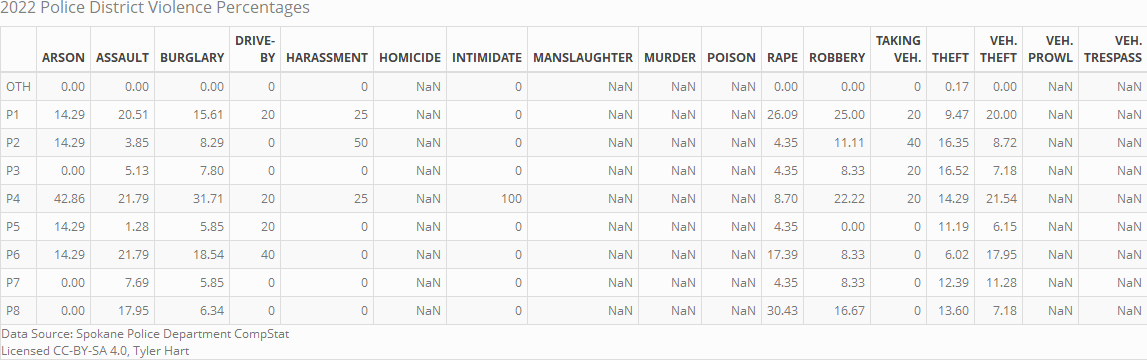 2022 Police District Violence Percentages
ARSON ASSAULT BURGLARY DRIVE-BY HARASSMENT HOMICIDE INTIMIDATE MANSLAUGHTER MURDER POISON RAPE ROBBERY TAKING VEH. THEFT VEH. THEFT VEH. PROWL VEH. TRESPASS
OTH 0.00 0.00 0.00 0 0 NaN 0 NaN NaN NaN 0.00 0.00 0 0.17 0.00 NaN NaN
P1 14.29 20.51 15.61 20 25 NaN 0 NaN NaN NaN 26.09 25.00 20 9.47 20.00 NaN NaN
P2 14.29 3.85 8.29 0 50 NaN 0 NaN NaN NaN 4.35 11.11 40 16.35 8.72 NaN NaN
P3 0.00 5.13 7.80 0 0 NaN 0 NaN NaN NaN 4.35 8.33 20 16.52 7.18 NaN NaN
P4 42.86 21.79 31.71 20 25 NaN 100 NaN NaN NaN 8.70 22.22 20 14.29 21.54 NaN NaN
P5 14.29 1.28 5.85 20 0 NaN 0 NaN NaN NaN 4.35 0.00 0 11.19 6.15 NaN NaN
P6 14.29 21.79 18.54 40 0 NaN 0 NaN NaN NaN 17.39 8.33 0 6.02 17.95 NaN NaN
P7 0.00 7.69 5.85 0 0 NaN 0 NaN NaN NaN 4.35 8.33 0 12.39 11.28 NaN NaN
P8 0.00 17.95 6.34 0 0 NaN 0 NaN NaN NaN 30.43 16.67 0 13.60 7.18 NaN NaN
Data Source: Spokane Police Department CompStat
Licensed CC-BY-SA 4.0, Tyler Hart